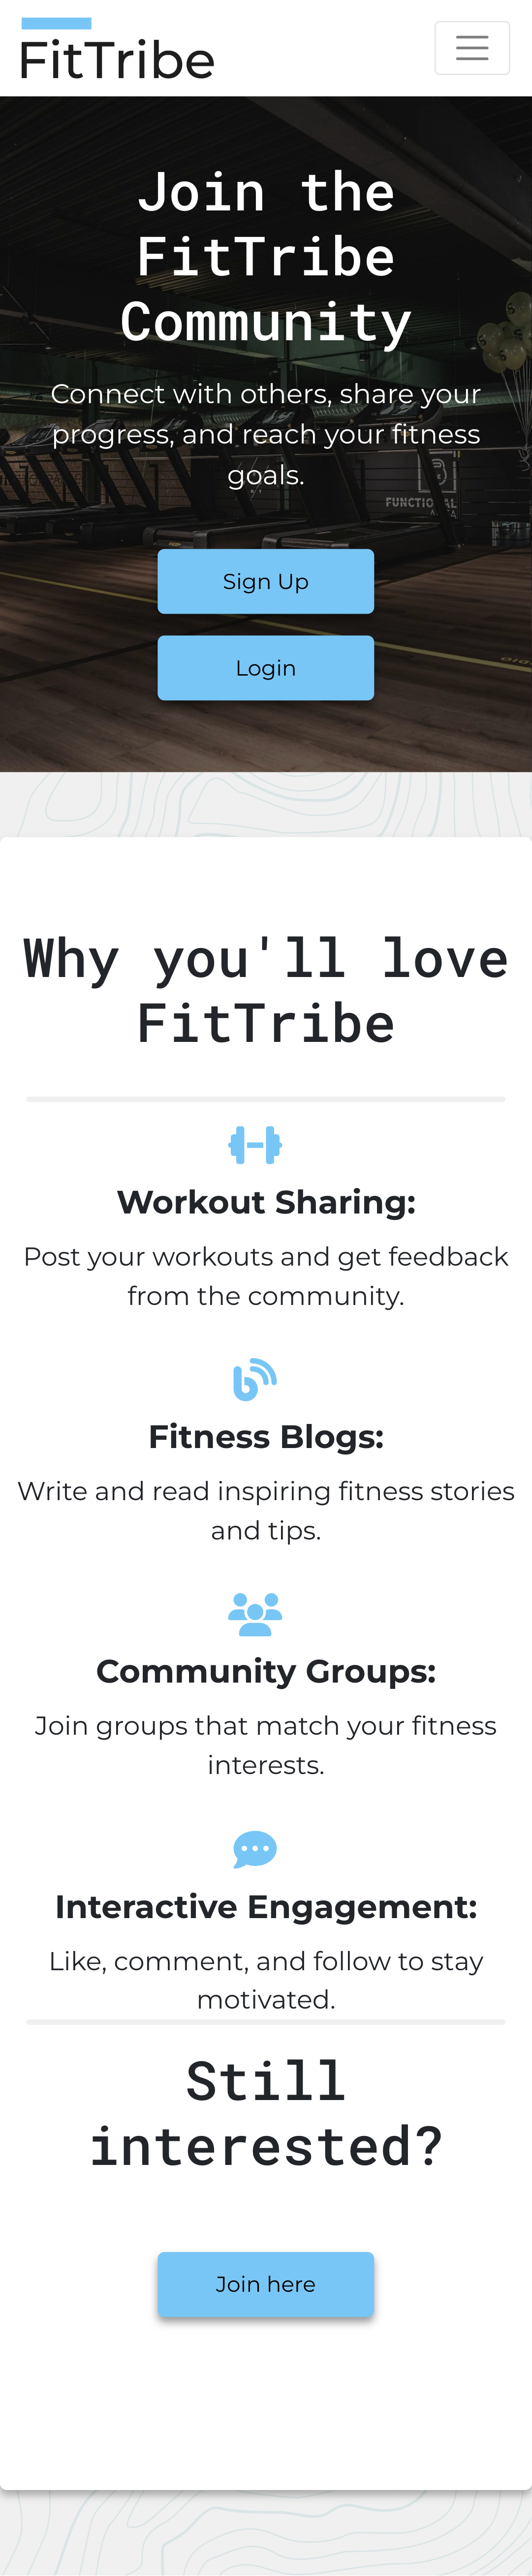 FitTribe
Join the
FitTribe
Community
Connect with others, share your
progress, and reach your fitness
goals.
FUNCTIONAL
Sign Up
Login
Why you'll love
FitTribe
Workout Sharing:
Post your workouts and get feedback
from the community.
Fitness Blogs:
Write and read inspiring fitness stories
and tips.
Community Groups:
Join groups that match your fitness
interests.
Interactive Engagement:
Like, comment, and follow to stay
motivated.
Still
interested?
Join here